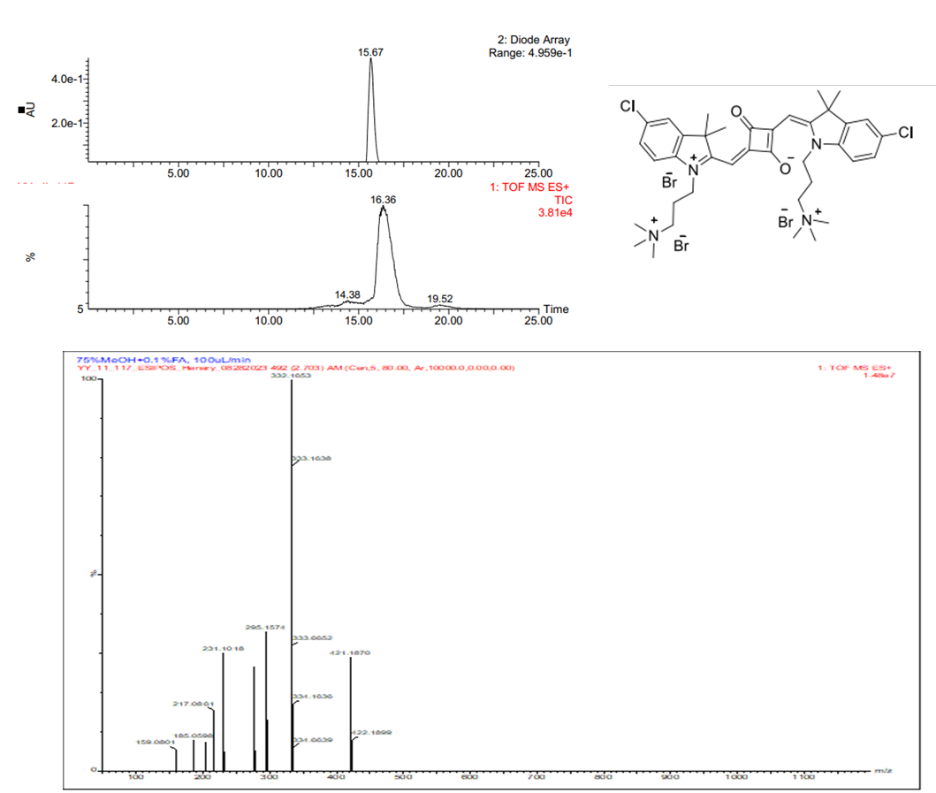 2: Diode Array
Range: 4.959e-1
15.67
4.0e-1
AU
2.0e-1
5.00
10.00
15.00
20.00
25.00
1: TOF MS ES+
TIC
3.81e4
16.36
%
14.38
19.52
5
Time
5.00
10.00
15.00
20.00
25.00
Cl
O
Cl
N
+
N
O
-
Br
-
N
+
Br
-
Br
-
N
+
75%MeOH+0.1%FA, 100uL/min
1: TOF MS ES+
1.48e7
100
332.1653
333.1638
%
295.1574
333.6652
231.1018
421.1870
217.0861
334.1636
185.0598
159.0801
334.6639
422.1899
0
m/z
100
200
300
400
500
600
700
800
900
1000
1100